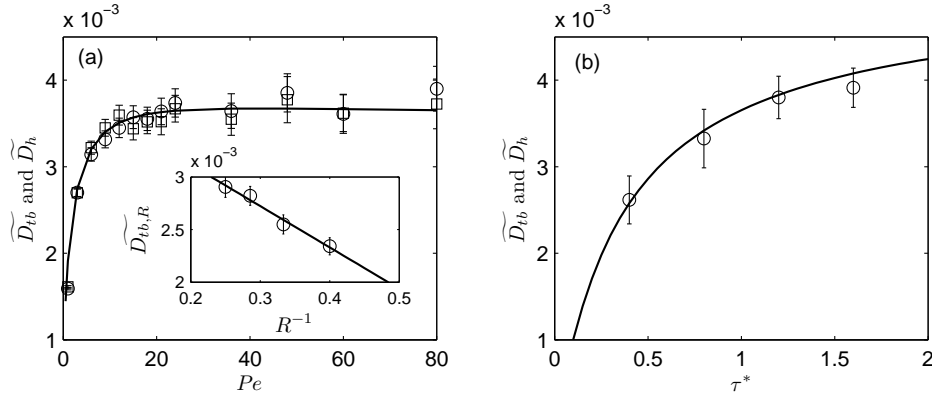 x 10⁻³
(a)
4
3
2
1
D̃_tb and D̃_h
0 20 40 60 80
Pe
x 10⁻³
3
2.5
2
D̃_tb,R
0.2 0.3 0.4 0.5
R⁻¹
x 10⁻³
(b)
5
4
3
2
1
D̃_tb and D̃_h
0 0.5 1 1.5 2
τ*